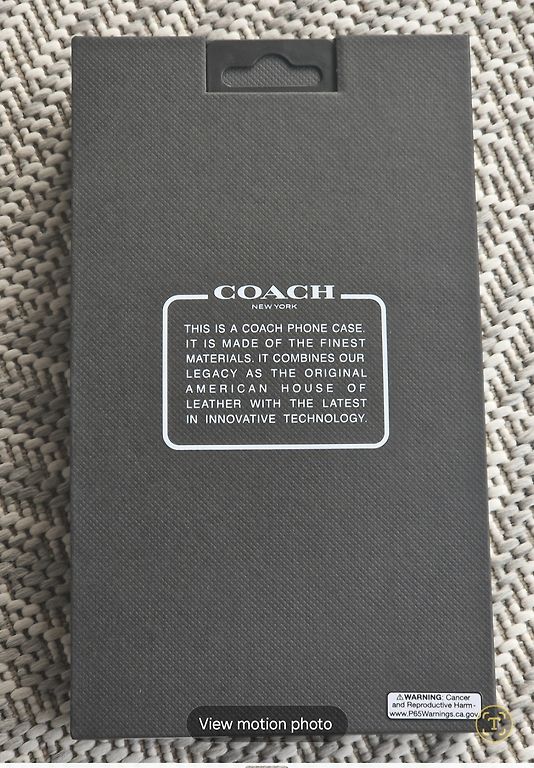 COACH
NEW YORK
THIS IS A COACH PHONE CASE.
IT IS MADE OF THE FINEST
MATERIALS. IT COMBINES OUR
LEGACY AS THE ORIGINAL
AMERICAN HOUSE OF
LEATHER WITH THE LATEST
IN INNOVATIVE TECHNOLOGY.
⚠WARNING: Cancer
and Reproductive Harm -
www.P65Warnings.ca.gov
View motion photo